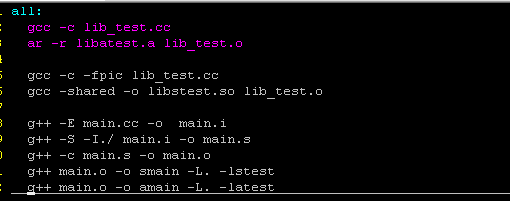 all:
gcc -c lib_test.cc
ar -r libatest.a lib_test.o
gcc -c -fpic lib_test.cc
gcc -shared -o libstest.so lib_test.o
g++ -E main.cc -o  main.i
g++ -S -I./ main.i -o main.s
g++ -c main.s -o main.o
g++ main.o -o smain -L. -lstest
g++ main.o -o amain -L. -latest